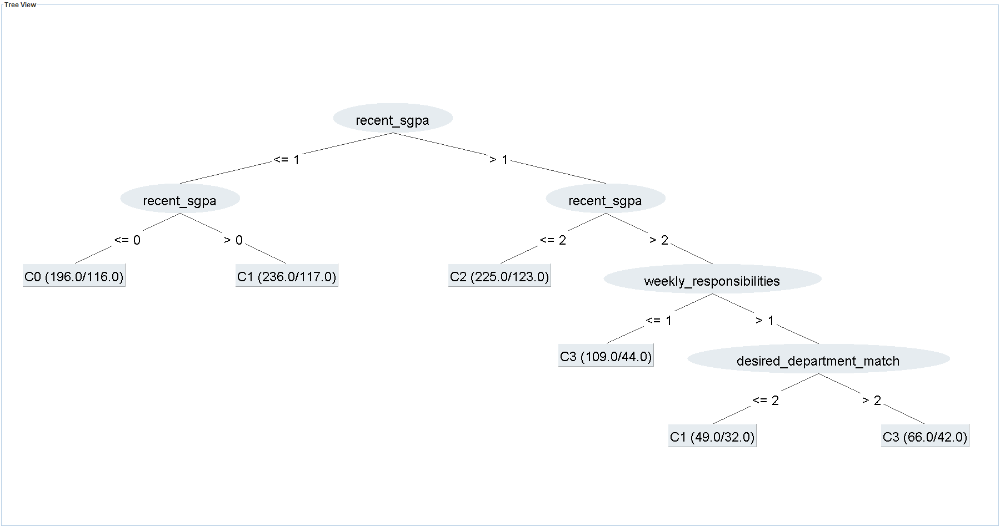 Tree View
recent_sgpa
<= 1
> 1
recent_sgpa
recent_sgpa
<= 0
> 0
<= 2
> 2
C0 (196.0/116.0)
C1 (236.0/117.0)
C2 (225.0/123.0)
weekly_responsibilities
<= 1
> 1
C3 (109.0/44.0)
desired_department_match
<= 2
> 2
C1 (49.0/32.0)
C3 (66.0/42.0)